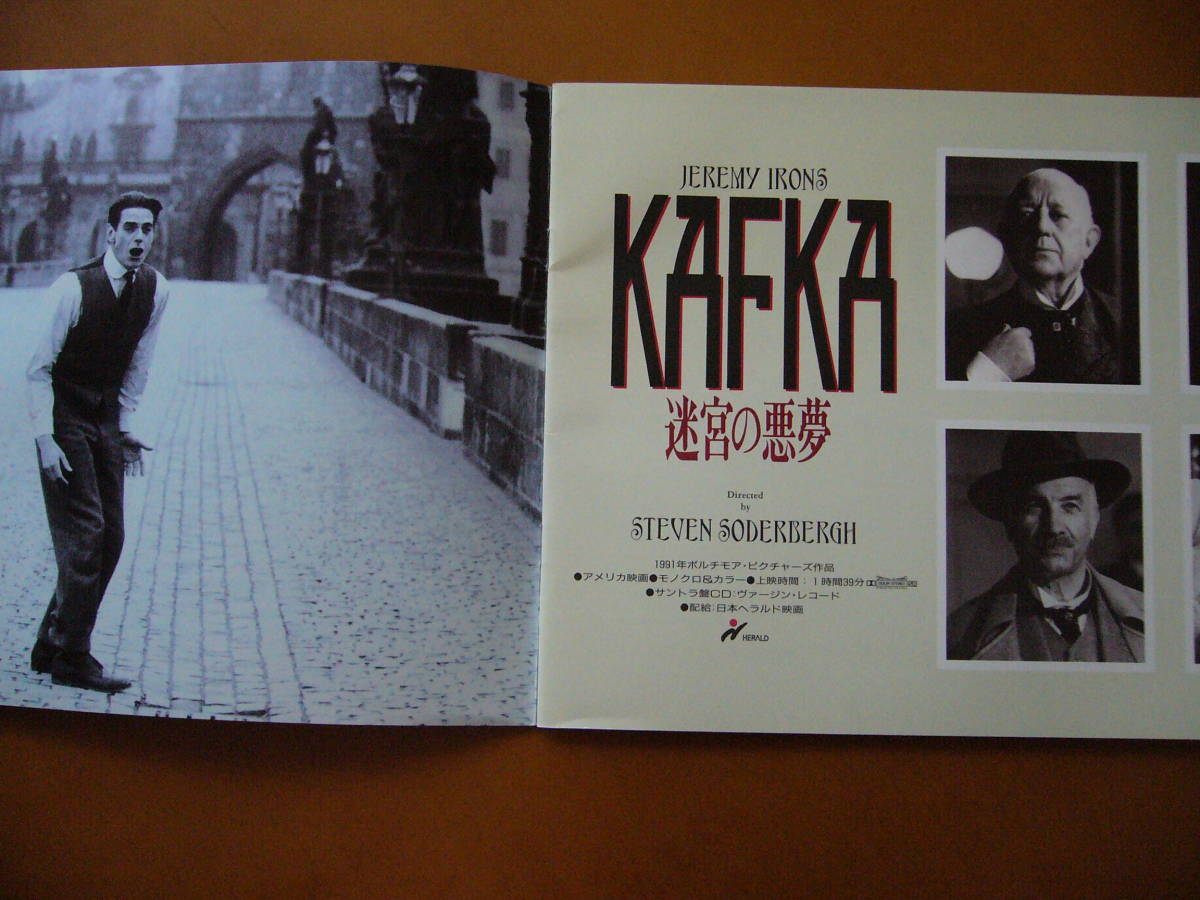 JEREMY IRONS
KAFKA
迷宮の悪夢
Directed
by
STEVEN SODERBERGH
1991年ボルチモア・ピクチャーズ作品
●アメリカ映画●モノクロ&カラー●上映時間:1時間39分
●サントラ盤CD:ヴァージン・レコード
●配給:日本ヘラルド映画
HERALD